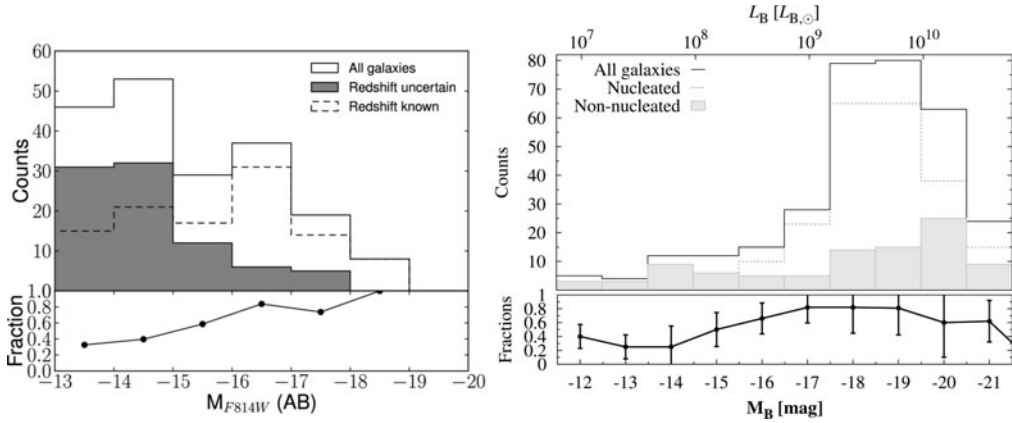 60
50
40
30
20
10
1.0
0.8
0.6
0.4
0.2
0.0
Counts
Fraction
All galaxies
Redshift uncertain
Redshift known
−13 −14 −15 −16 −17 −18 −19 −20
M_F814W (AB)
L_B [L_B,⊙]
10^7 10^8 10^9 10^10
80
70
60
50
40
30
20
10
Counts
All galaxies
Nucleated
Non-nucleated
1
0.8
0.6
0.4
0.2
0
Fractions
-12 -13 -14 -15 -16 -17 -18 -19 -20 -21
M_B [mag]